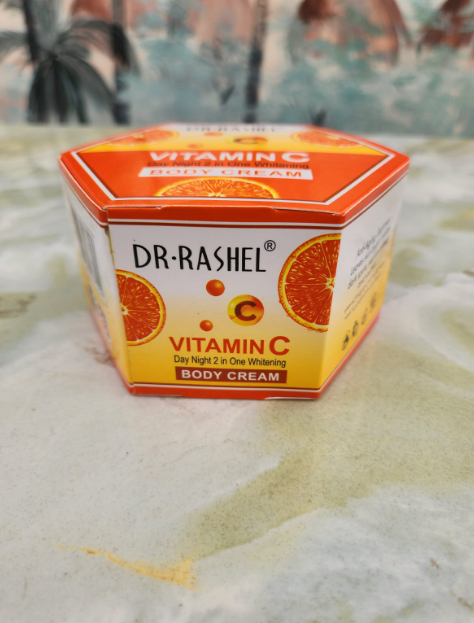 DR·RASHEL
VITAMIN C
Day Night 2 in One Whitening
BODY CREAM
DR·RASHEL®
C
VITAMIN C
Day Night 2 in One Whitening
BODY CREAM